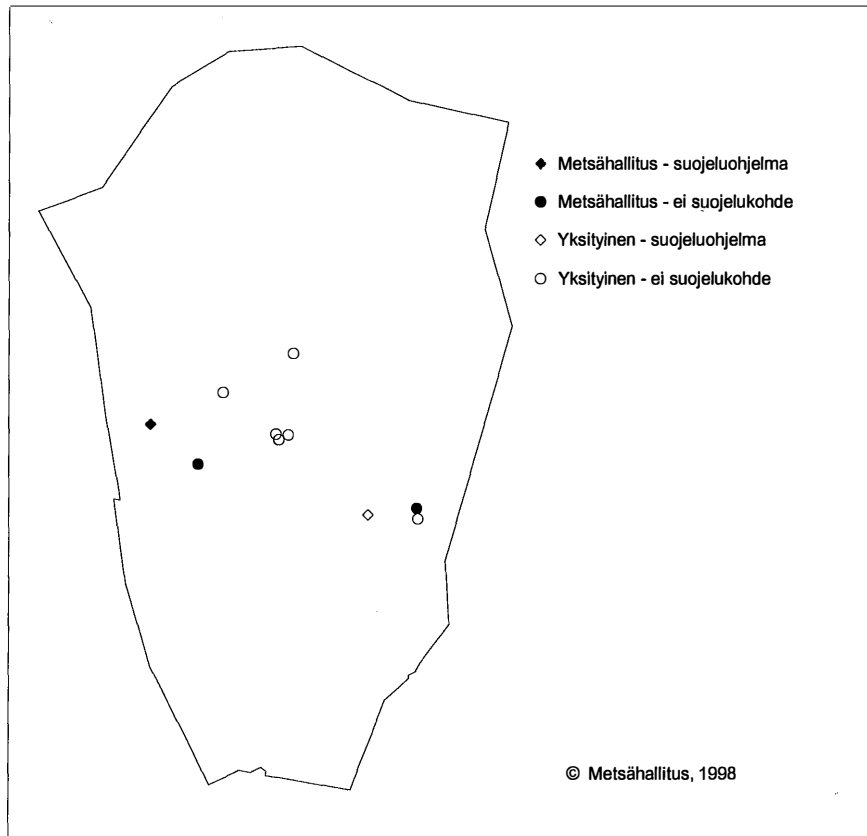 Metsähallitus - suojeluohjelma
Metsähallitus - ei suojelukohde
Yksityinen - suojeluohjelma
Yksityinen - ei suojelukohde
© Metsähallitus, 1998